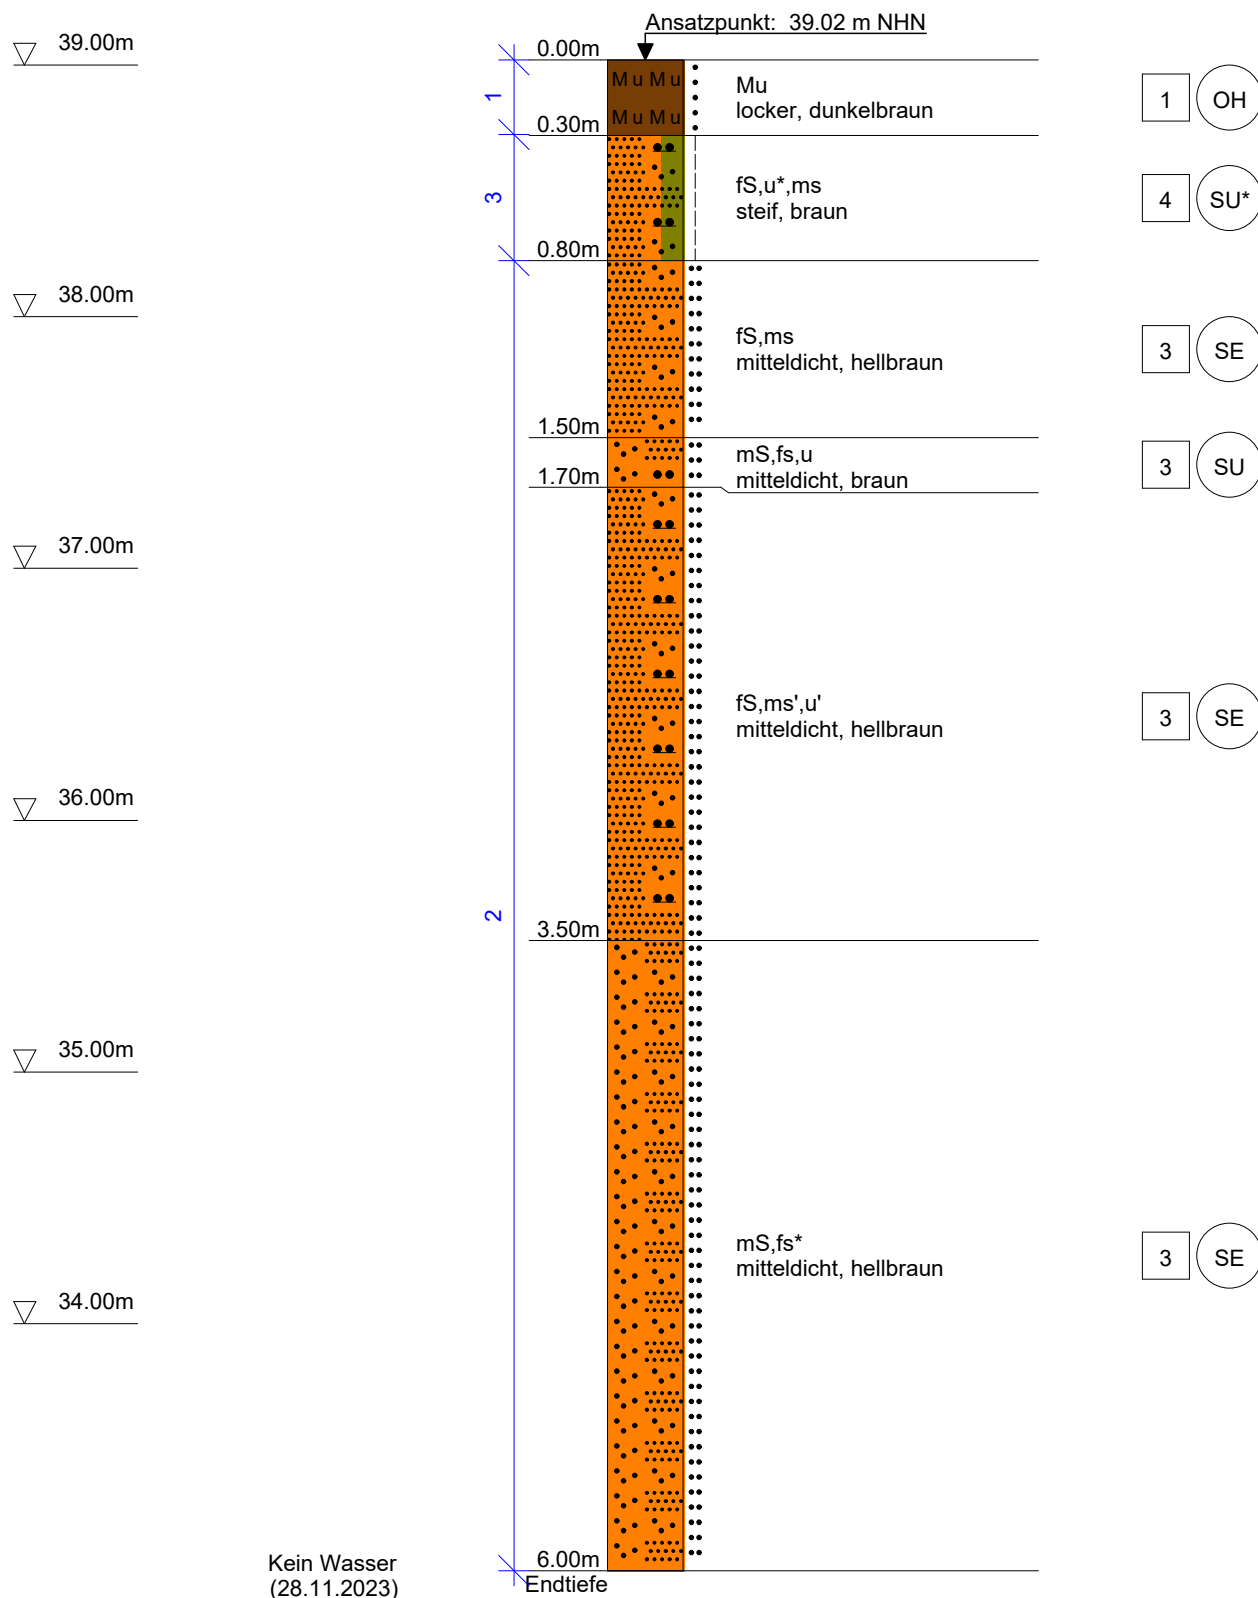 Ansatzpunkt: 39.02 m NHN
39.00m
0.00m
Mu Mu
Mu
locker, dunkelbraun
1
OH
1
Mu Mu
0.30m
3
fS,u*,ms
steif, braun
4
SU*
0.80m
38.00m
fS,ms
mitteldicht, hellbraun
3
SE
1.50m
mS,fs,u
mitteldicht, braun
3
SU
1.70m
37.00m
fS,ms',u'
mitteldicht, hellbraun
3
SE
36.00m
2
3.50m
35.00m
mS,fs*
mitteldicht, hellbraun
3
SE
34.00m
6.00m
Endtiefe
Kein Wasser
(28.11.2023)